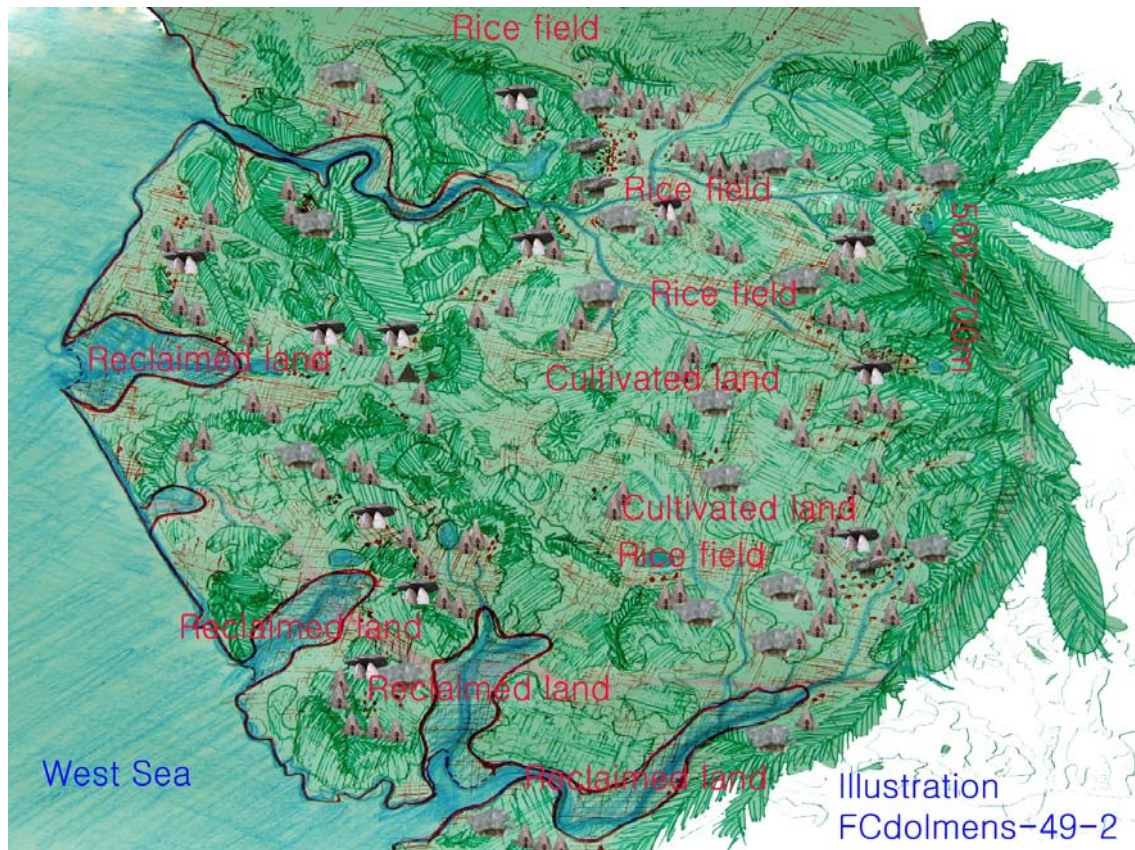 Rice field
Rice field
500~700m
Rice field
Reclaimed land
Cultivated land
Cultivated land
Rice field
Reclaimed land
Reclaimed land
West Sea
Reclaimed land
Illustration
FCdolmens-49-2